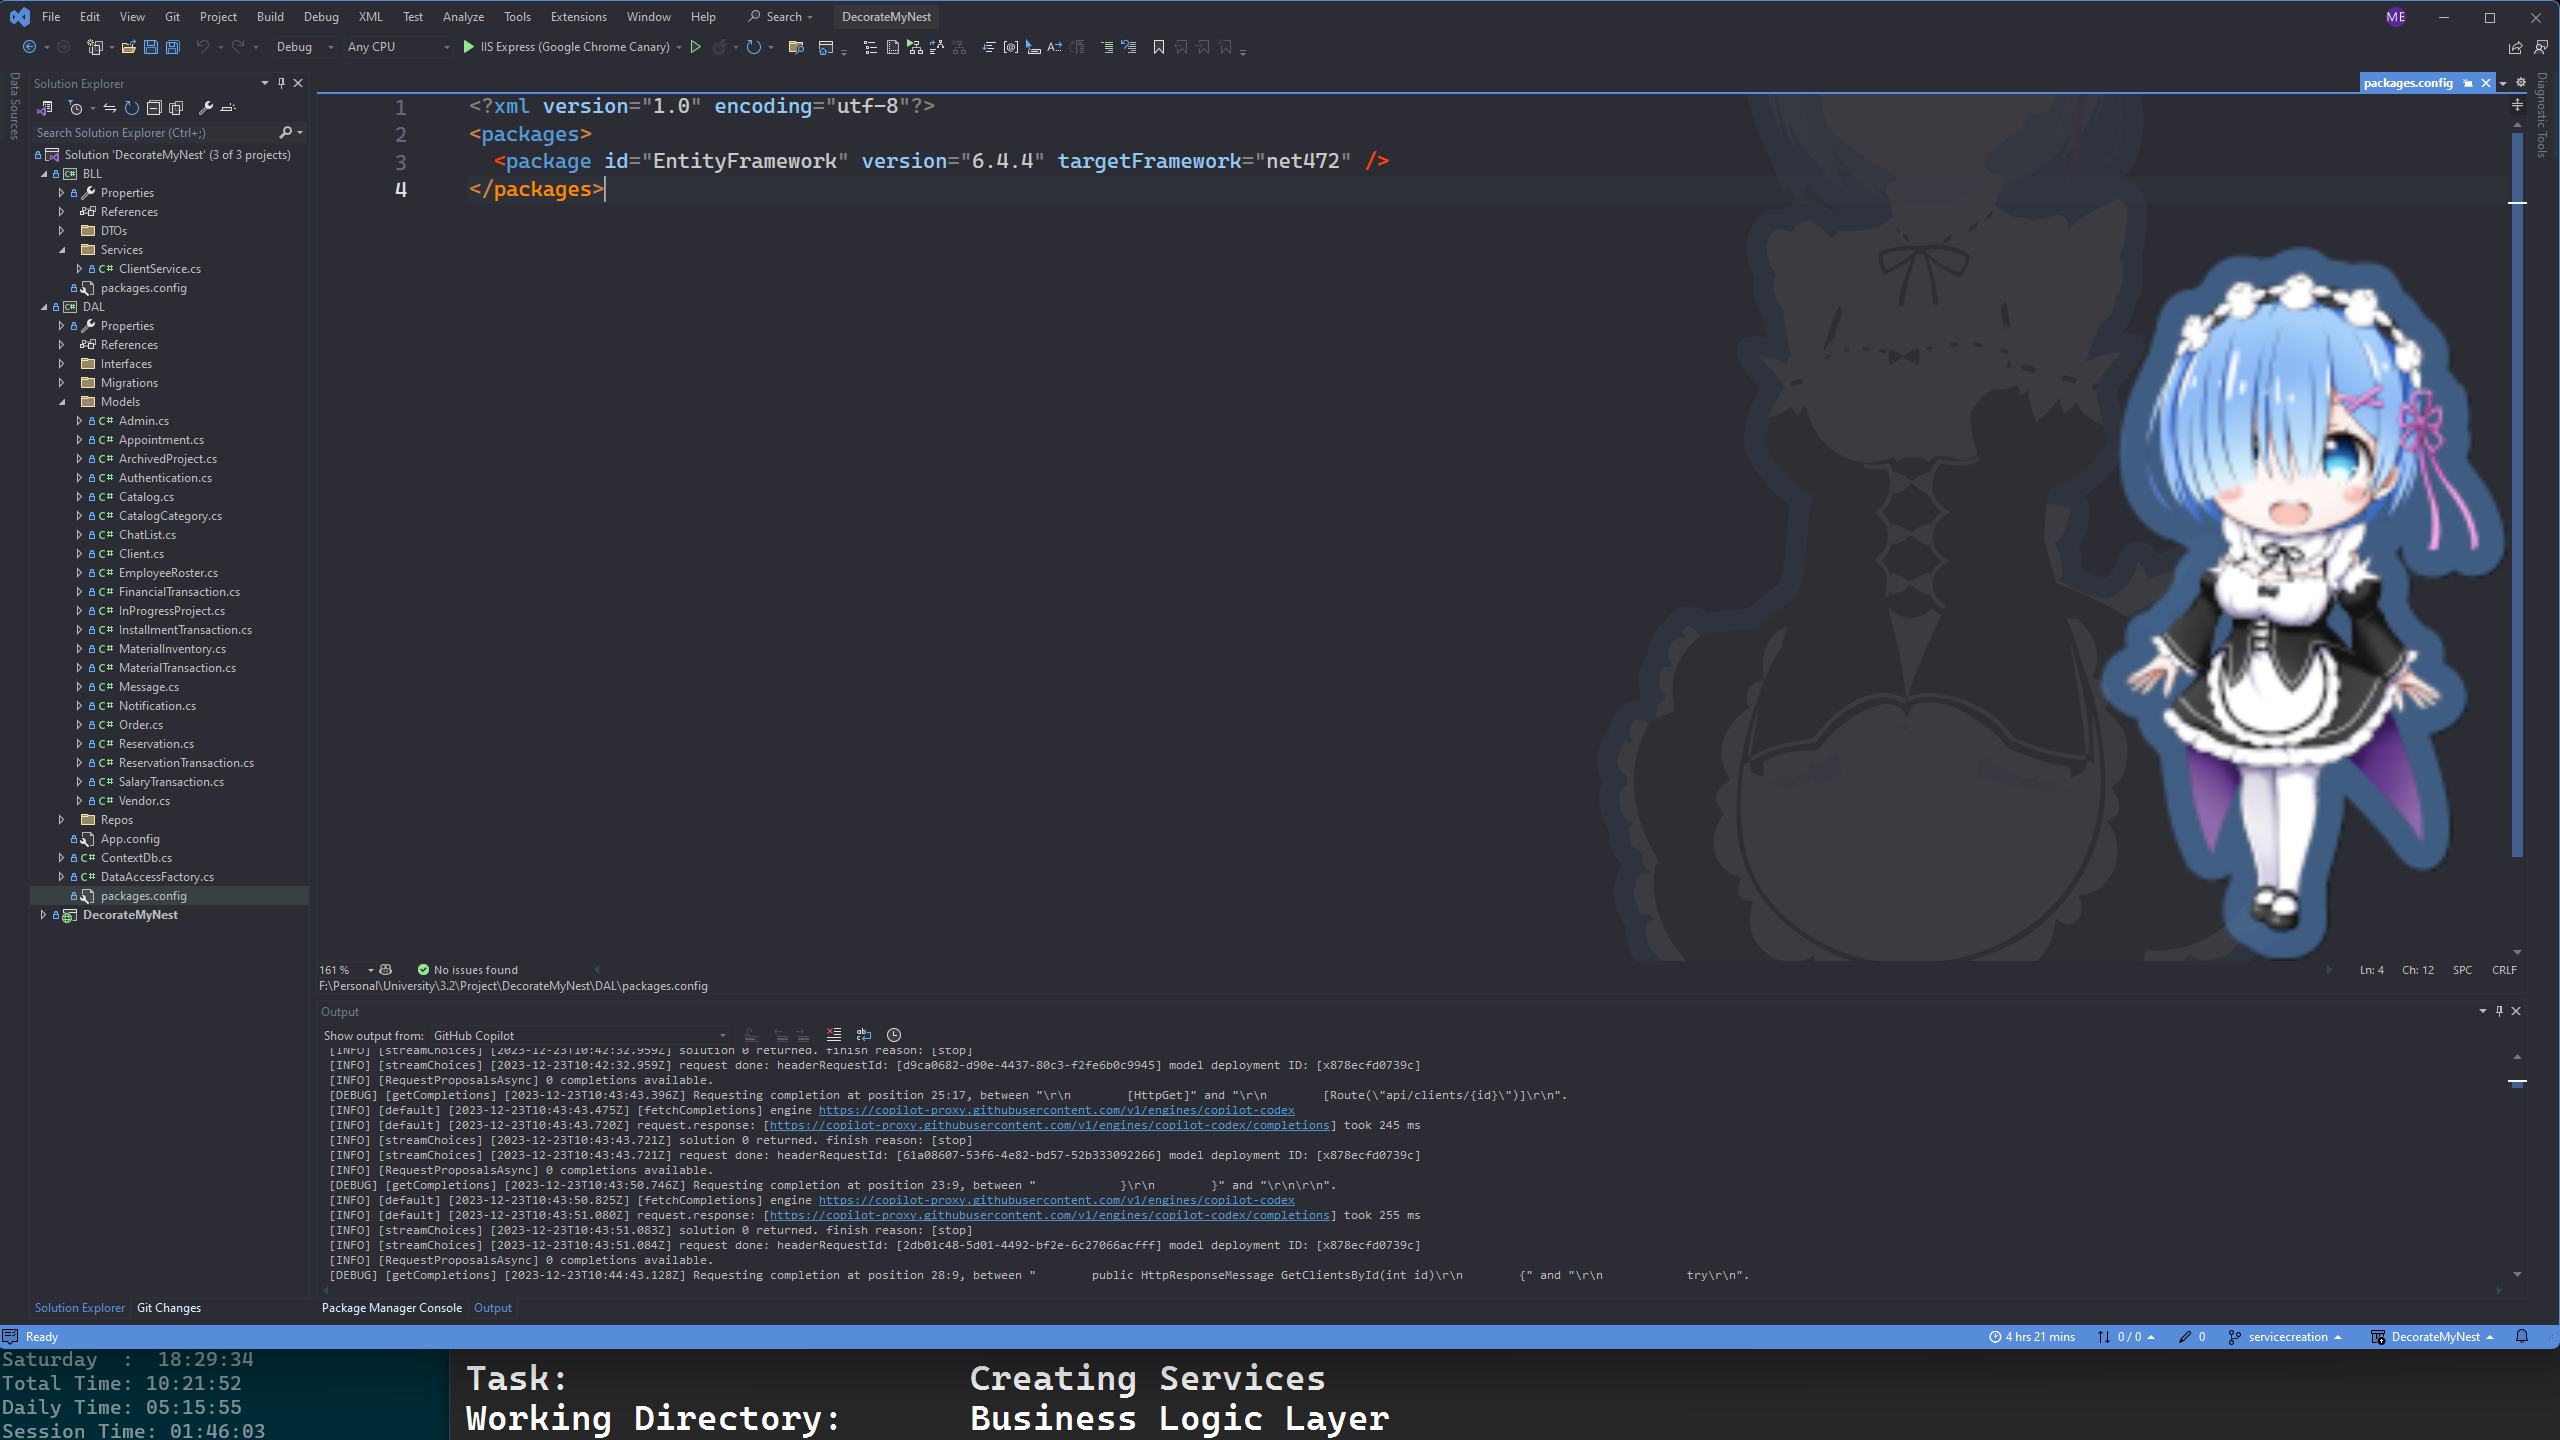 File Edit View Git Project Build Debug XML Test Analyze Tools Extensions Window Help Search DecorateMyNest ME
Debug Any CPU IIS Express (Google Chrome Canary)
Data Sources
Solution Explorer
Search Solution Explorer (Ctrl+;)
Solution 'DecorateMyNest' (3 of 3 projects)
C# BLL
Properties
References
DTOs
Services
C# ClientService.cs
packages.config
C# DAL
Properties
References
Interfaces
Migrations
Models
C# Admin.cs
C# Appointment.cs
C# ArchivedProject.cs
C# Authentication.cs
C# Catalog.cs
C# CatalogCategory.cs
C# ChatList.cs
C# Client.cs
C# EmployeeRoster.cs
C# FinancialTransaction.cs
C# InProgressProject.cs
C# InstallmentTransaction.cs
C# MaterialInventory.cs
C# MaterialTransaction.cs
C# Message.cs
C# Notification.cs
C# Order.cs
C# Reservation.cs
C# ReservationTransaction.cs
C# SalaryTransaction.cs
C# Vendor.cs
Repos
App.config
C# ContextDb.cs
C# DataAccessFactory.cs
packages.config
DecorateMyNest
Solution Explorer Git Changes
packages.config
Diagnostic Tools
1 <?xml version="1.0" encoding="utf-8"?>
2 <packages>
3 <package id="EntityFramework" version="6.4.4" targetFramework="net472" />
4 </packages>
161 % No issues found Ln: 4 Ch: 12 SPC CRLF
F:\Personal\University\3.2\Project\DecorateMyNest\DAL\packages.config
Output
Show output from: GitHub Copilot
[INFO] [streamChoices] [2023-12-23T10:42:32.959Z] solution 0 returned. finish reason: [stop]
[INFO] [streamChoices] [2023-12-23T10:42:32.959Z] request done: headerRequestId: [d9ca0682-d90e-4437-80c3-f2fe6b0c9945] model deployment ID: [x878ecfd0739c]
[INFO] [RequestProposalsAsync] 0 completions available.
[DEBUG] [getCompletions] [2023-12-23T10:43:43.396Z] Requesting completion at position 25:17, between "\r\n        [HttpGet]" and "\r\n        [Route(\"api/clients/{id}\")]\r\n".
[INFO] [default] [2023-12-23T10:43:43.475Z] [fetchCompletions] engine https://copilot-proxy.githubusercontent.com/v1/engines/copilot-codex
[INFO] [default] [2023-12-23T10:43:43.720Z] request.response: [https://copilot-proxy.githubusercontent.com/v1/engines/copilot-codex/completions] took 245 ms
[INFO] [streamChoices] [2023-12-23T10:43:43.721Z] solution 0 returned. finish reason: [stop]
[INFO] [streamChoices] [2023-12-23T10:43:43.721Z] request done: headerRequestId: [61a08607-53f6-4e82-bd57-52b333092266] model deployment ID: [x878ecfd0739c]
[INFO] [RequestProposalsAsync] 0 completions available.
[DEBUG] [getCompletions] [2023-12-23T10:43:50.746Z] Requesting completion at position 23:9, between "            }\r\n        }" and "\r\n\r\n".
[INFO] [default] [2023-12-23T10:43:50.825Z] [fetchCompletions] engine https://copilot-proxy.githubusercontent.com/v1/engines/copilot-codex
[INFO] [default] [2023-12-23T10:43:51.080Z] request.response: [https://copilot-proxy.githubusercontent.com/v1/engines/copilot-codex/completions] took 255 ms
[INFO] [streamChoices] [2023-12-23T10:43:51.083Z] solution 0 returned. finish reason: [stop]
[INFO] [streamChoices] [2023-12-23T10:43:51.084Z] request done: headerRequestId: [2db01c48-5d01-4492-bf2e-6c27066acfff] model deployment ID: [x878ecfd0739c]
[INFO] [RequestProposalsAsync] 0 completions available.
[DEBUG] [getCompletions] [2023-12-23T10:44:43.128Z] Requesting completion at position 28:9, between "        public HttpResponseMessage GetClientsById(int id)\r\n        {" and "\r\n            try\r\n".
Package Manager Console Output
Ready 4 hrs 21 mins 0 / 0 0 servicecreation DecorateMyNest
Saturday : 18:29:34
Total Time: 10:21:52
Daily Time: 05:15:55
Session Time: 01:46:03
Task: Creating Services
Working Directory: Business Logic Layer